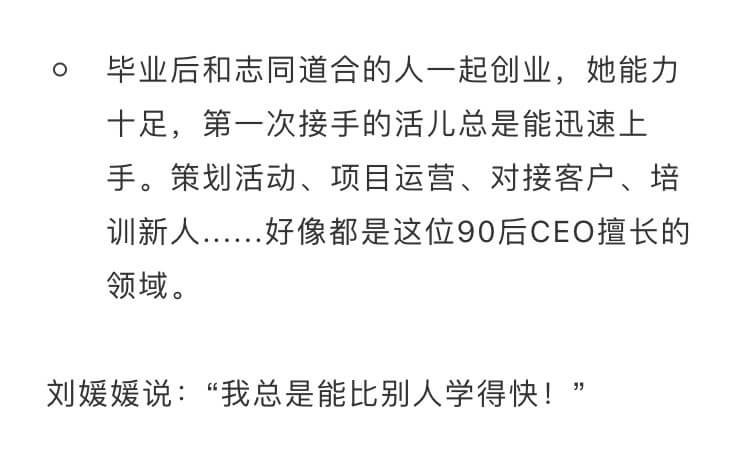 毕业后和志同道合的人一起创业，她能力
十足，第一次接手的活儿总是能迅速上
手。策划活动、项目运营、对接客户、培
训新人……好像都是这位90后CEO擅长的
领域。
刘媛媛说：“我总是能比别人学得快！”